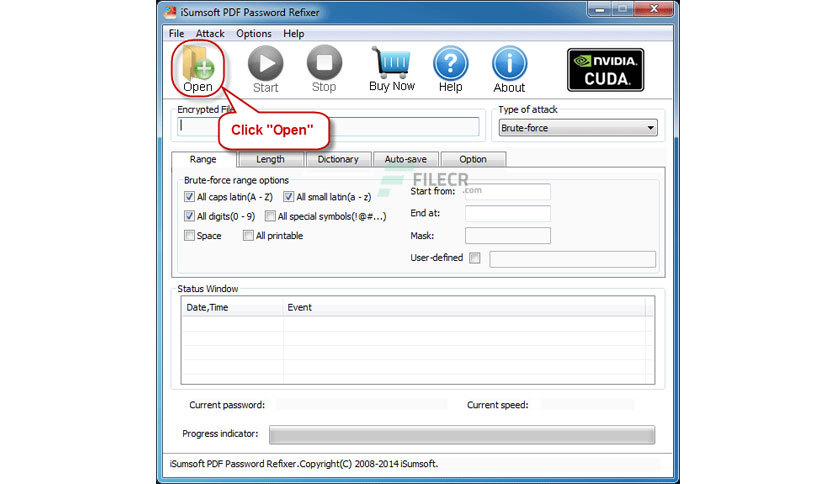 iSumsoft PDF Password Refixer
File Attack Options Help
Open Start Stop Buy Now Help About
NVIDIA.
CUDA.
Encrypted File
Type of attack
Click "Open"
Brute-force
Range Length Dictionary Auto-save Option
FILECR
.com
Brute-force range options
All caps latin(A - Z) All small latin(a - z) Start from:
All digits(0 - 9) All special symbols(!@#...) End at:
Space All printable Mask:
User-defined
Status Window
Date,Time Event
Current password: Current speed:
Progress indicator:
iSumsoft PDF Password Refixer.Copyright(C) 2008-2014 iSumsoft.